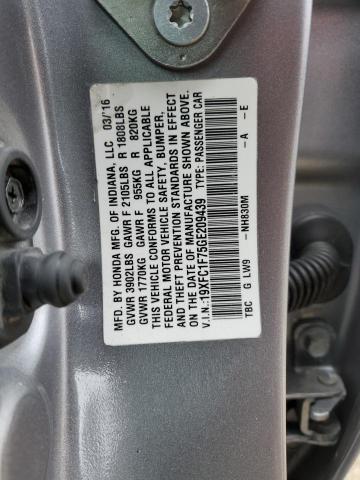 MFD. BY HONDA MFG. OF INDIANA, LLC 03/16
GVWR 3902LBS GAWR F 2105LBS R 1808LBS
GVWR 1770KG GAWR F 955KG R 820KG
THIS VEHICLE CONFORMS TO ALL APPLICABLE
FEDERAL MOTOR VEHICLE SAFETY, BUMPER,
AND THEFT PREVENTION STANDARDS IN EFFECT
ON THE DATE OF MANUFACTURE SHOWN ABOVE.
V.I.N.:19XFC1F75GE209439 TYPE: PASSENGER CAR
TBC G LW9 -NH830M -A -E